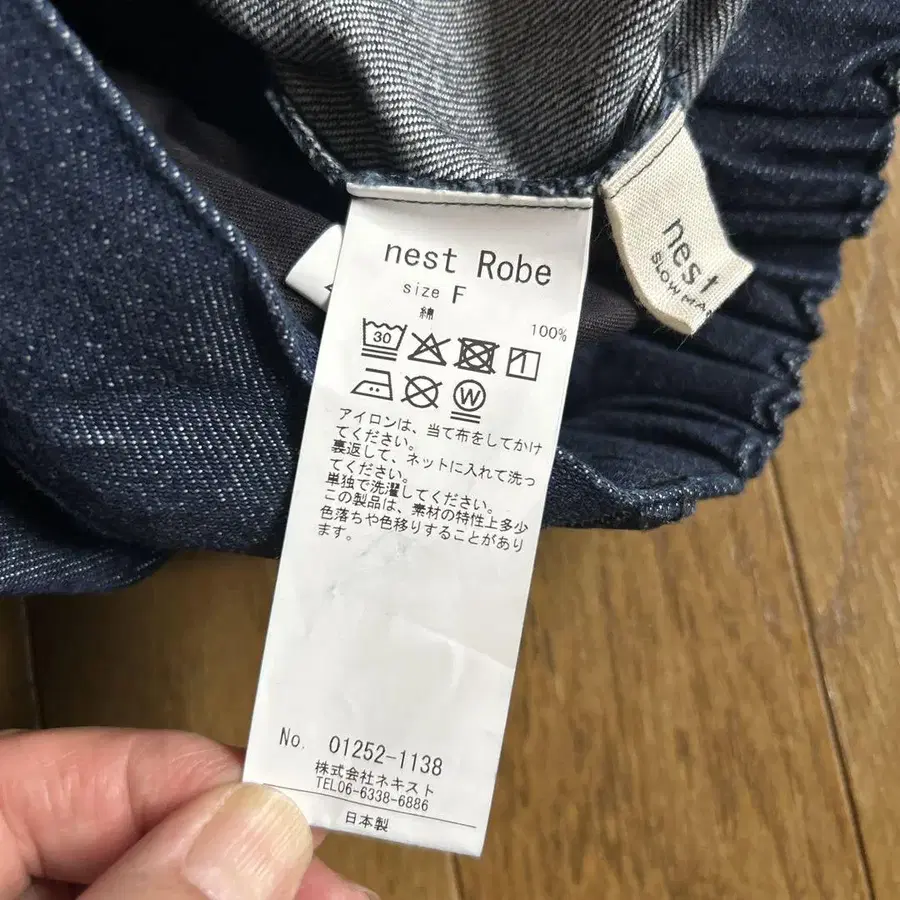 nest Robe
size F
綿 100%
30
W
アイロンは、当て布をしてかけ
てください。
裏返して、ネットに入れて洗っ
てください。
単独で洗濯してください。
この製品は、素材の特性上多少
色落ちや色移りすることがあり
ます。
No. 01252-1138
株式会社ネキスト
TEL06-6338-6886
日本製
nest
SLOW MA